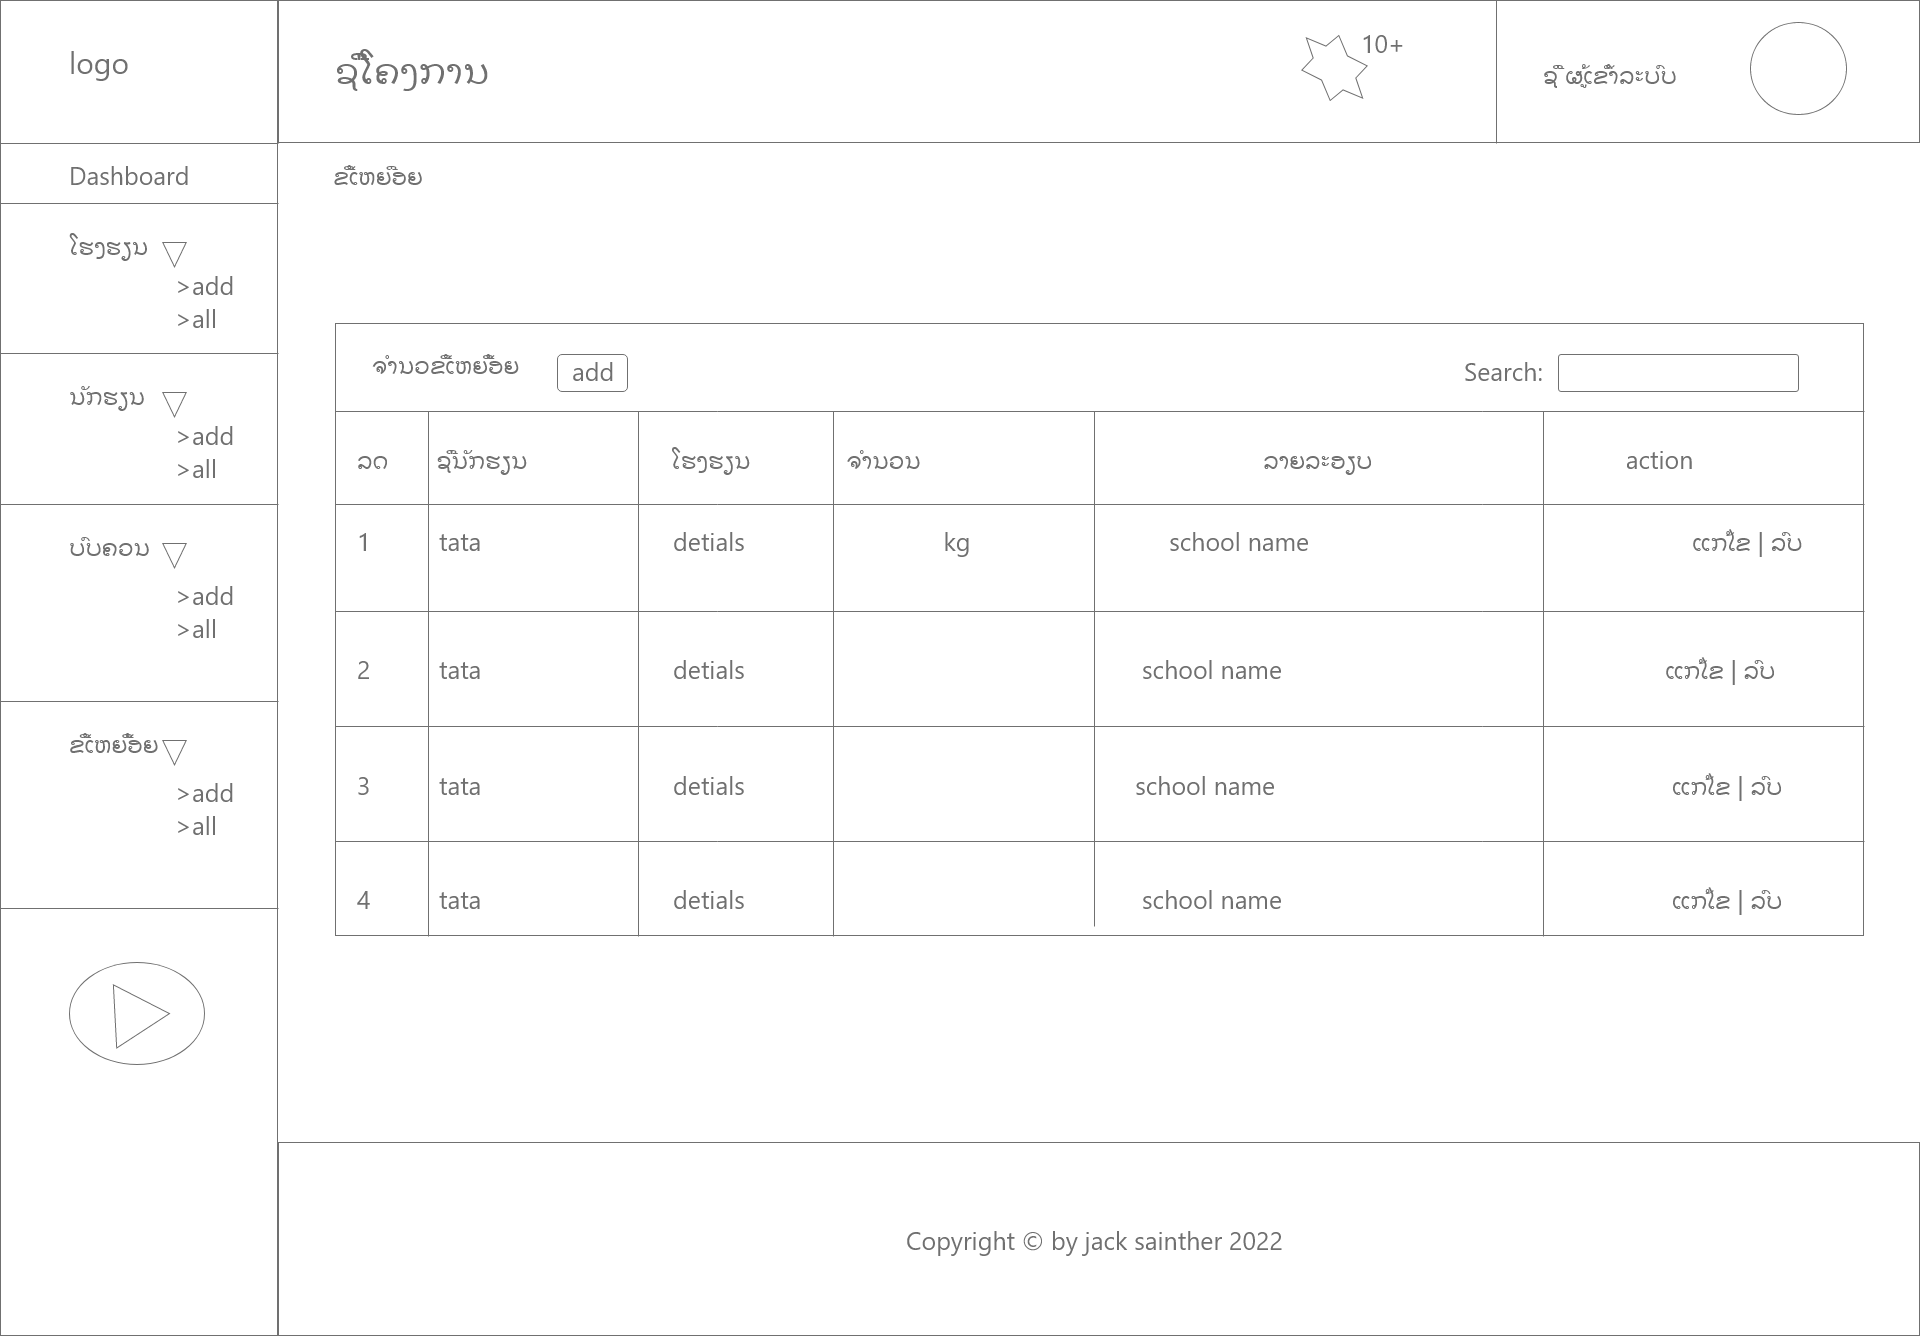 logo
ຊື່ໂຄງການ
10+
ຊື່ ຜູ້ເຂົ້າລະບົບ
Dashboard
ໂຮງຮຽນ
>add
>all
ນັກຮຽນ
>add
>all
ບົບຄວນ
>add
>all
ຂີ້ເຫຍື້ອຍ
>add
>all
ຂີ້ເຫຍືອຍ
ຈຳນວຂີ້ເຫຍື້ອຍ
add
Search:
ລດ ຊື່ນັກຮຽນ ໂຮງຮຽນ ຈຳນວນ ລາຍລະອຽບ action
1 tata detials kg school name ແກໄຂ້ | ລົບ
2 tata detials school name ແກໄຂ້ | ລົບ
3 tata detials school name ແກໄຂ້ | ລົບ
4 tata detials school name ແກໄຂ້ | ລົບ
Copyright © by jack sainther 2022